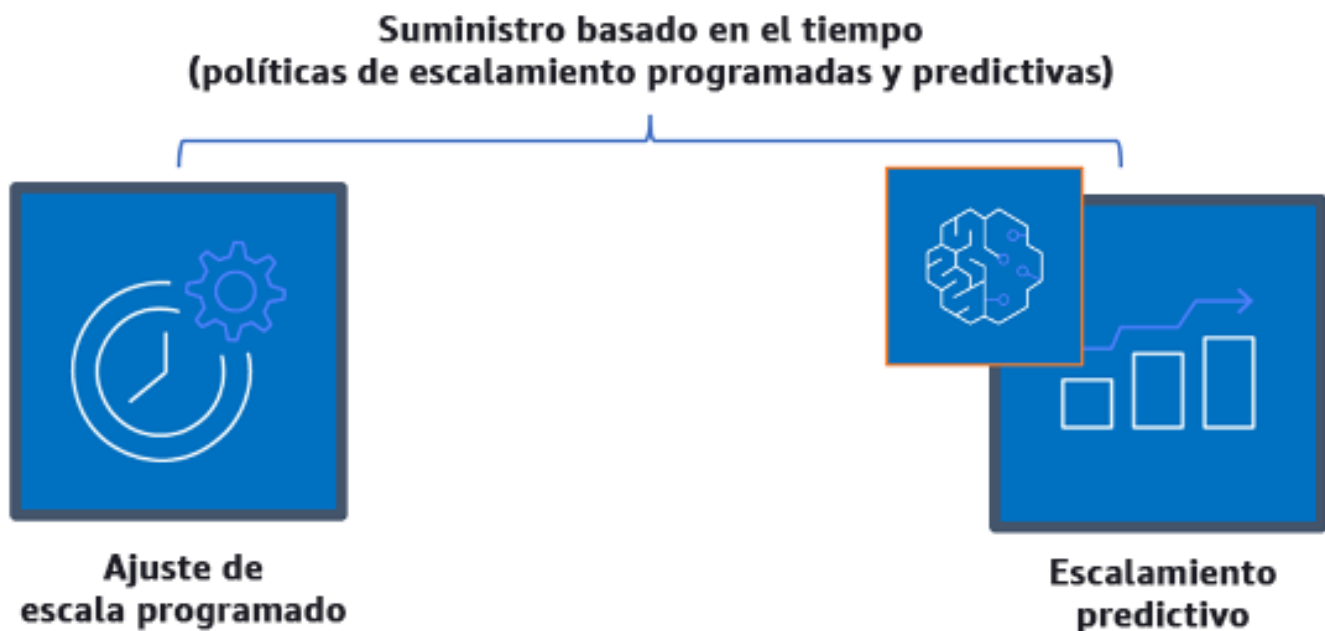 Suministro basado en el tiempo
(políticas de escalamiento programadas y predictivas)
Ajuste de
escala programado
Escalamiento
predictivo